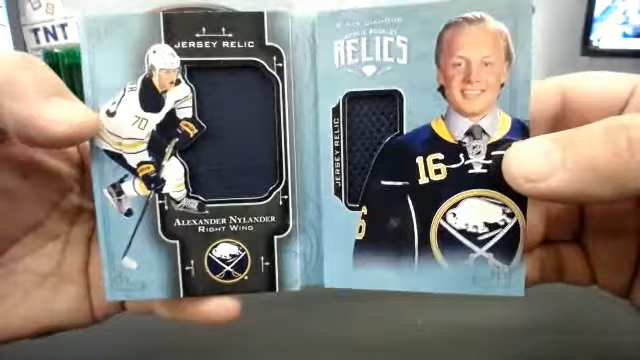 TNT
JERSEY RELIC
70
ALEXANDER NYLANDER
RIGHT WING
RELICS
JERSEY RELIC
16